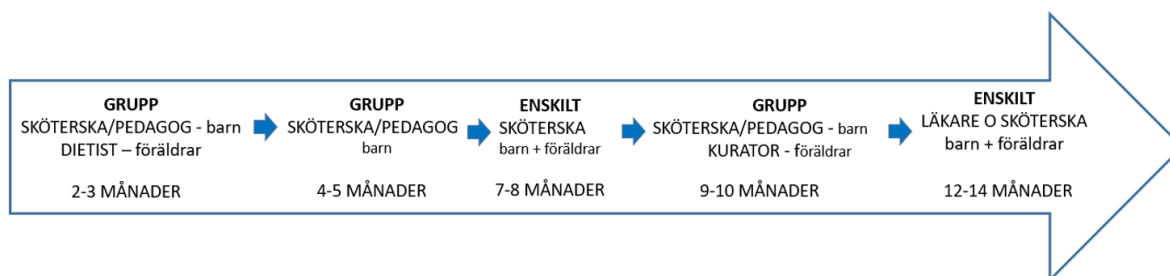 GRUPP
SKÖTERSKA/PEDAGOG - barn
DIETIST – föräldrar
2-3 MÅNADER
GRUPP
SKÖTERSKA/PEDAGOG
barn
4-5 MÅNADER
ENSKILT
SKÖTERSKA
barn + föräldrar
7-8 MÅNADER
GRUPP
SKÖTERSKA/PEDAGOG - barn
KURATOR - föräldrar
9-10 MÅNADER
ENSKILT
LÄKARE O SKÖTERSKA
barn + föräldrar
12-14 MÅNADER